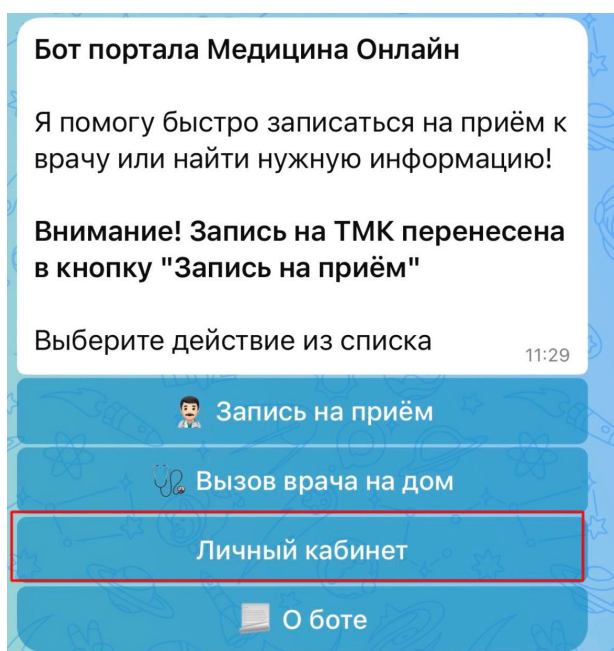 Бот портала Медицина Онлайн
Я помогу быстро записаться на приём к
врачу или найти нужную информацию!
Внимание! Запись на ТМК перенесена
в кнопку "Запись на приём"
Выберите действие из списка
11:29
Запись на приём
Вызов врача на дом
Личный кабинет
О боте